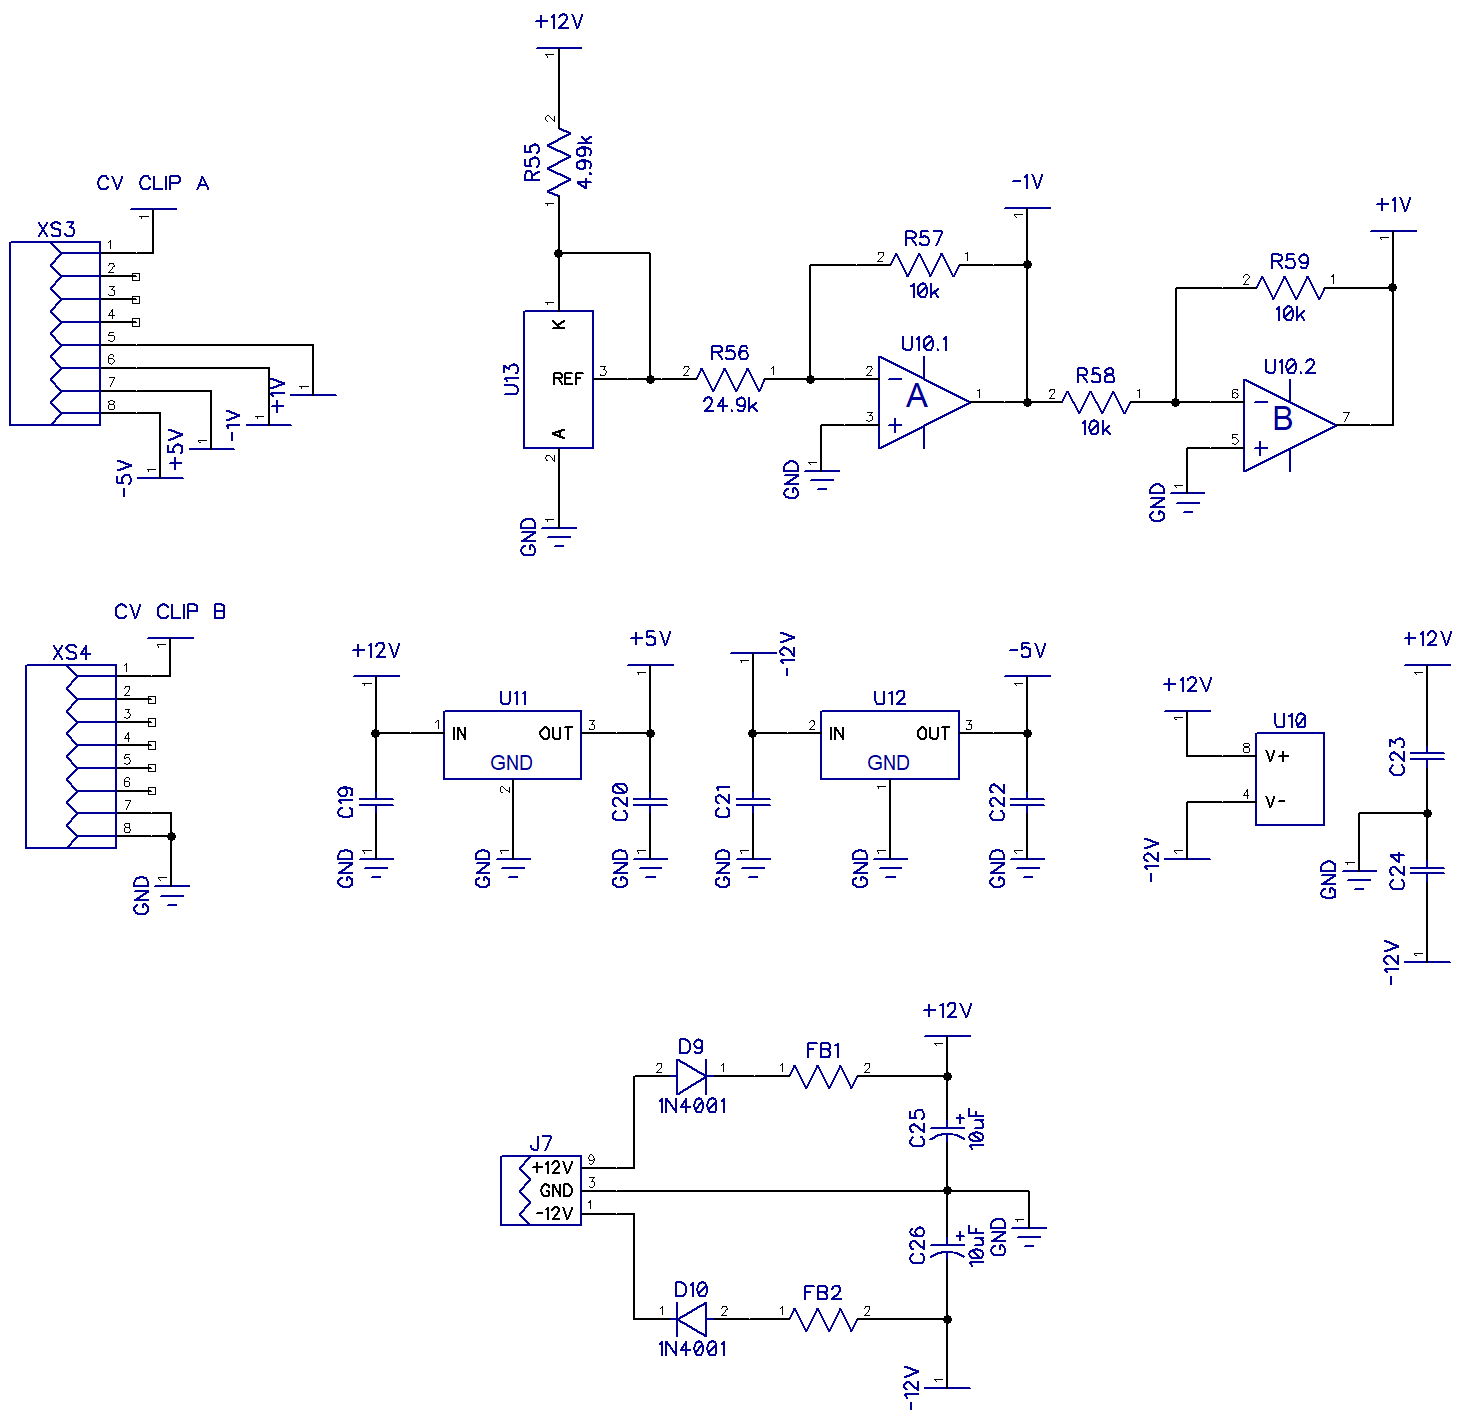 +12V
1
2
R55
4.99k
1
CV CLIP A
1
XS3
1
2
3
4
5
6
7
8
1
+1V
1
-1V
1
+5V
1
-5V
1
K
U13
REF
3
A
2
1
GND
2
R56
1
24.9k
2
R57
1
10k
-1V
1
U10.1
2
-
A
1
3
+
1
GND
2
R58
1
10k
+1V
1
2
R59
1
10k
U10.2
6
-
B
7
5
+
1
GND
CV CLIP B
1
XS4
1
2
3
4
5
6
7
8
1
GND
+12V
1
U11
1
IN
OUT
3
GND
2
+5V
1
C19
1
GND
1
GND
C20
1
GND
-12V
1
U12
2
IN
OUT
3
GND
1
-5V
1
C21
1
GND
1
GND
C22
1
GND
+12V
1
U10
8
V+
4
V-
-12V
1
+12V
1
C23
1
GND
C24
-12V
1
+12V
1
2
D9
1
1N4001
1
FB1
2
C25
+
10uF
J7
+12V
9
GND
3
-12V
1
1
GND
C26
+
10uF
1
D10
2
1N4001
1
FB2
2
-12V
1